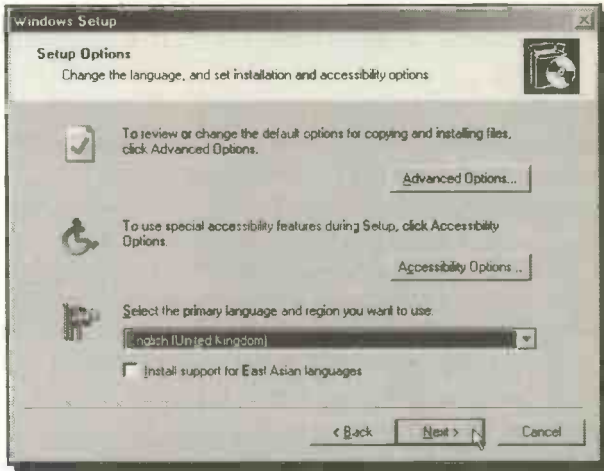 Windows Setup
Setup Options
Change the language, and set installation and accessibility options
To review or change the default options for copying and installing files,
click Advanced Options.
Advanced Options...
To use special accessibility features during Setup, click Accessibility
Options.
Accessibility Options...
Select the primary language and region you want to use:
English (United Kingdom)
Install support for East Asian languages
< Back
Next >
Cancel